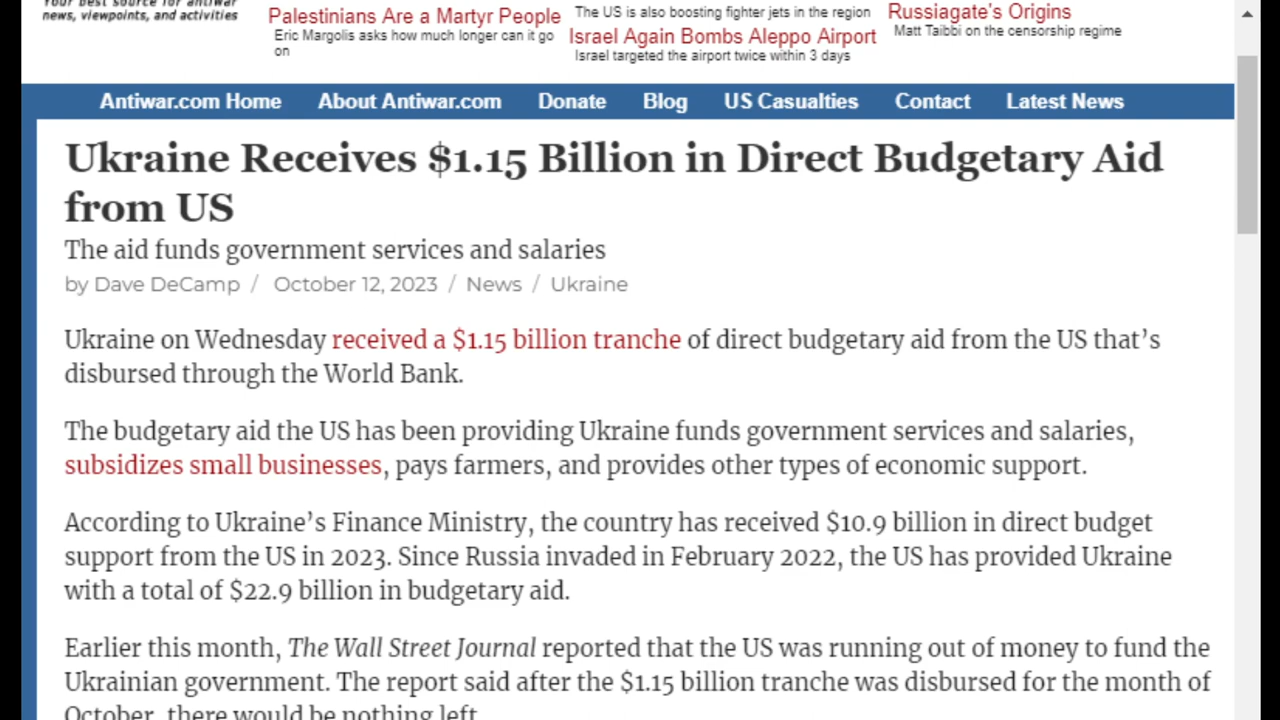 Your best source for antiwar
news, viewpoints, and activities
Palestinians Are a Martyr People
Eric Margolis asks how much longer can it go
on
The US is also boosting fighter jets in the region
Israel Again Bombs Aleppo Airport
Israel targeted the airport twice within 3 days
Russiagate's Origins
Matt Taibbi on the censorship regime
Antiwar.com Home About Antiwar.com Donate Blog US Casualties Contact Latest News
Ukraine Receives $1.15 Billion in Direct Budgetary Aid
from US
The aid funds government services and salaries
by Dave DeCamp / October 12, 2023 / News / Ukraine
Ukraine on Wednesday received a $1.15 billion tranche of direct budgetary aid from the US that’s
disbursed through the World Bank.
The budgetary aid the US has been providing Ukraine funds government services and salaries,
subsidizes small businesses, pays farmers, and provides other types of economic support.
According to Ukraine’s Finance Ministry, the country has received $10.9 billion in direct budget
support from the US in 2023. Since Russia invaded in February 2022, the US has provided Ukraine
with a total of $22.9 billion in budgetary aid.
Earlier this month, The Wall Street Journal reported that the US was running out of money to fund the
Ukrainian government. The report said after the $1.15 billion tranche was disbursed for the month of
October, there would be nothing left.